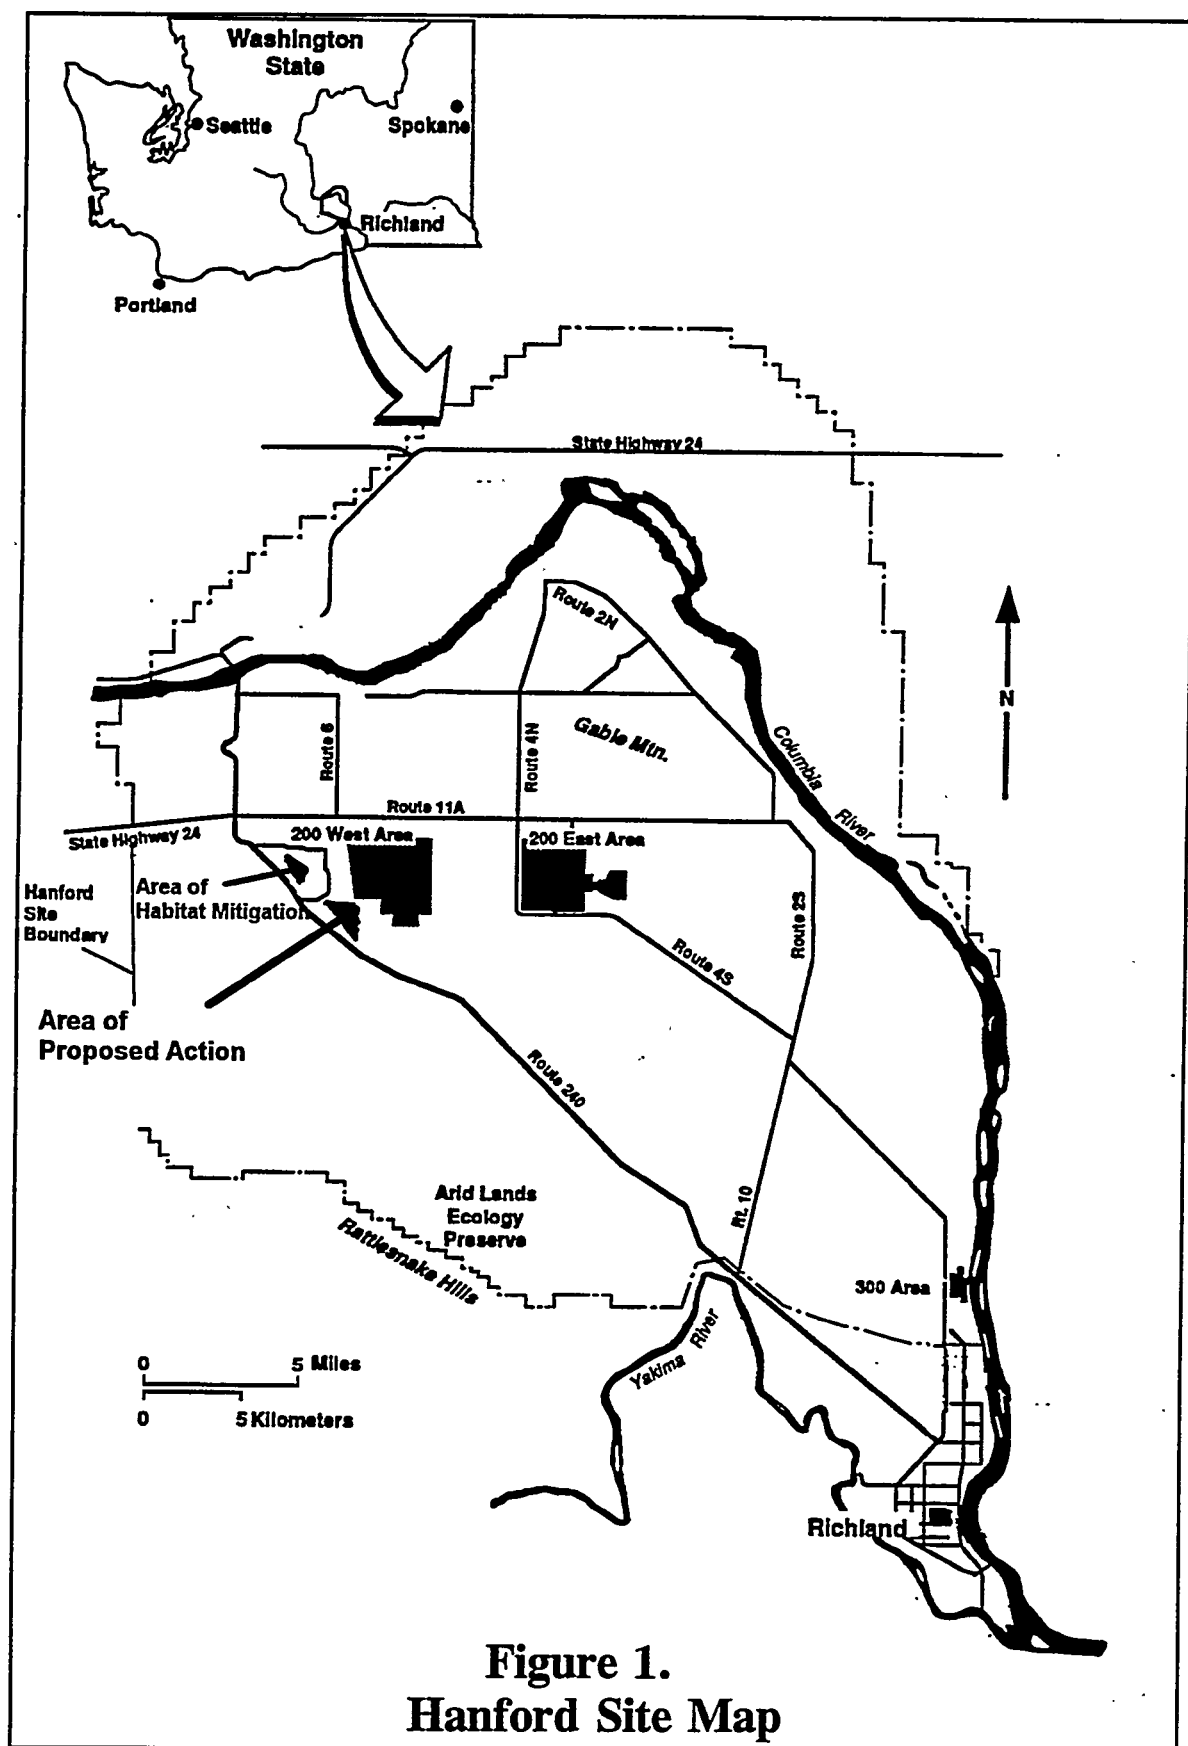 Washington
State
Seattle
Spokane
Richland
Portland
State Highway 24
Route 2N
N
Route 6
Route 4N
Gable Mtn.
Columbia
River
Route 11A
State Highway 24
200 West Area
200 East Area
Area of
Habitat Mitigation
Hanford
Site
Boundary
Route 2S
Route 4S
Area of
Proposed Action
Route 240
Arid Lands
Ecology
Preserve
Rattlesnake Hills
Rt. 10
300 Area
Yakima River
0 5 Miles
0 5 Kilometers
Richland
Figure 1.
Hanford Site Map